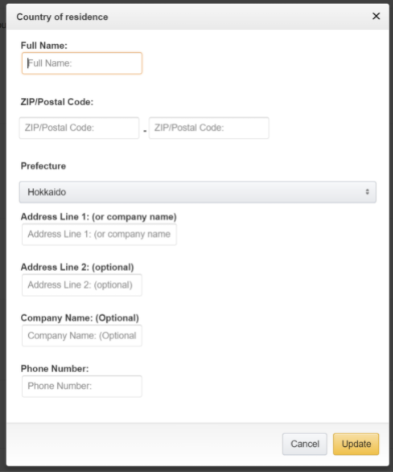 Country of residence ×
Full Name:
Full Name:
ZIP/Postal Code:
ZIP/Postal Code: - ZIP/Postal Code:
Prefecture
Hokkaido
Address Line 1: (or company name)
Address Line 1: (or company name
Address Line 2: (optional)
Address Line 2: (optional)
Company Name: (Optional)
Company Name: (Optional
Phone Number:
Phone Number:
Cancel Update